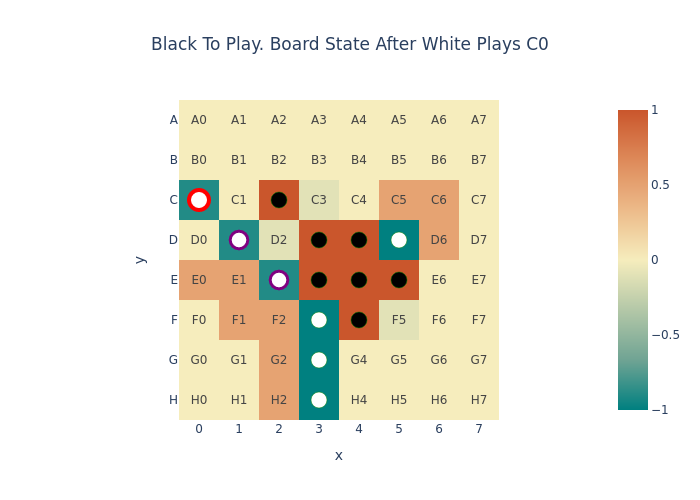 Black To Play. Board State After White Plays C0
A A0 A1 A2 A3 A4 A5 A6 A7
B B0 B1 B2 B3 B4 B5 B6 B7
C C1 C3 C4 C5 C6 C7
D D0 D2 D6 D7
E E0 E1 E6 E7
F F0 F1 F2 F5 F6 F7
G G0 G1 G2 G4 G5 G6 G7
H H0 H1 H2 H4 H5 H6 H7
0 1 2 3 4 5 6 7
x
y
1
0.5
0
−0.5
−1